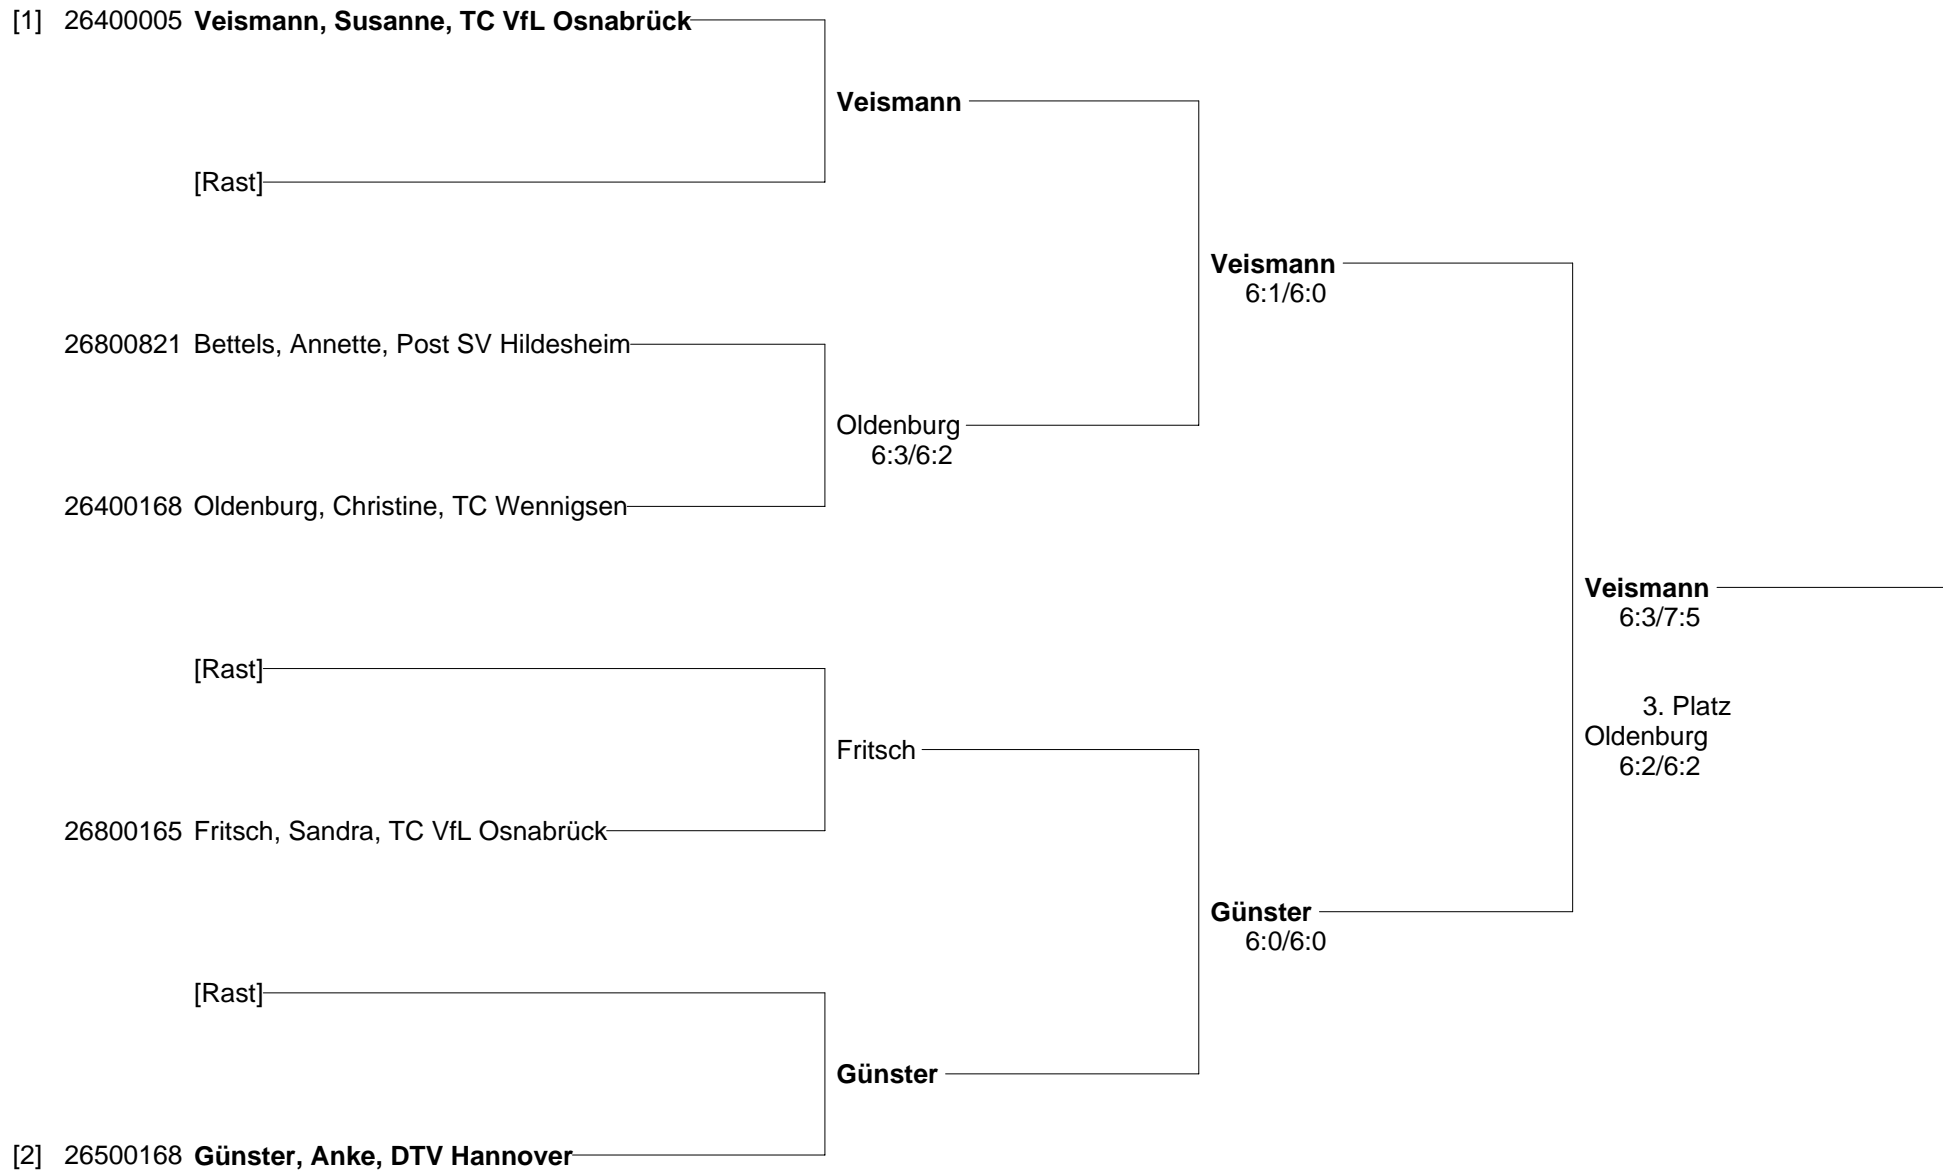 [1] 26400005 Veismann, Susanne, TC VfL Osnabrück
Veismann
[Rast]
Veismann
6:1/6:0
26800821 Bettels, Annette, Post SV Hildesheim
Oldenburg
6:3/6:2
26400168 Oldenburg, Christine, TC Wennigsen
Veismann
6:3/7:5
[Rast]
3. Platz
Oldenburg
6:2/6:2
Fritsch
26800165 Fritsch, Sandra, TC VfL Osnabrück
Günster
6:0/6:0
[Rast]
Günster
[2] 26500168 Günster, Anke, DTV Hannover